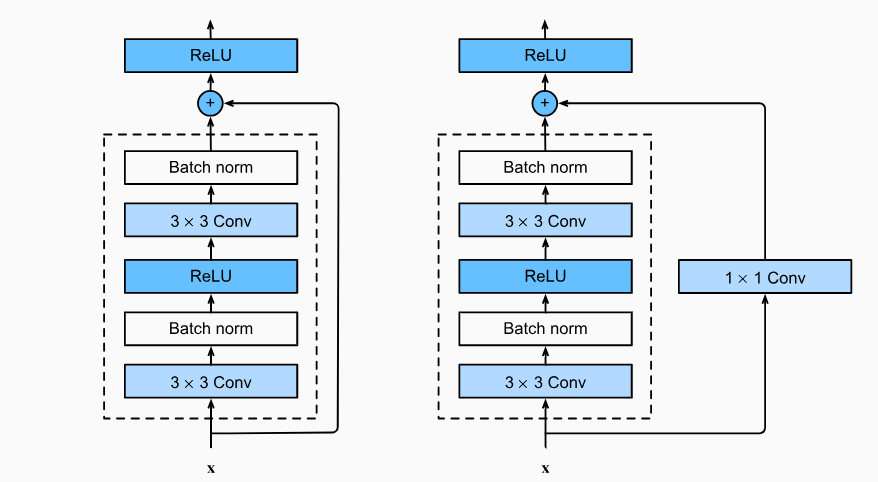 ReLU
+
Batch norm
3 × 3 Conv
ReLU
Batch norm
3 × 3 Conv
x
ReLU
+
Batch norm
3 × 3 Conv
ReLU
Batch norm
3 × 3 Conv
x
1 × 1 Conv